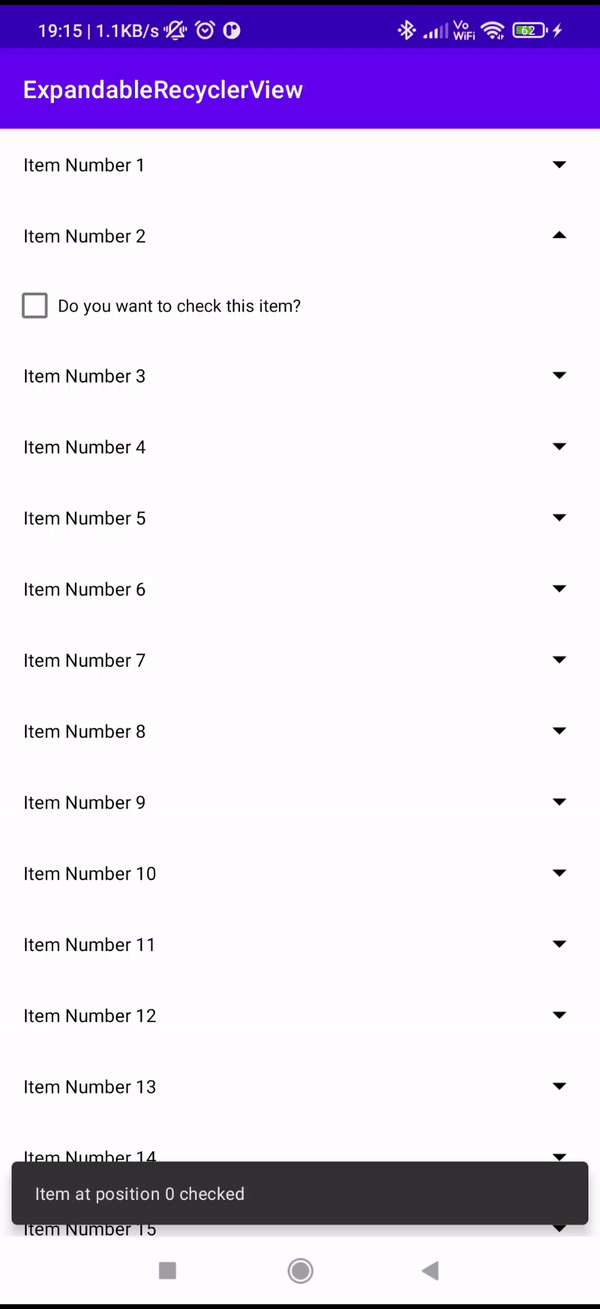 19:15 | 1.1KB/s Vo WiFi 62
ExpandableRecyclerView
Item Number 1
Item Number 2
Do you want to check this item?
Item Number 3
Item Number 4
Item Number 5
Item Number 6
Item Number 7
Item Number 8
Item Number 9
Item Number 10
Item Number 11
Item Number 12
Item Number 13
Item Number 14
Item at position 0 checked
Item Number 15